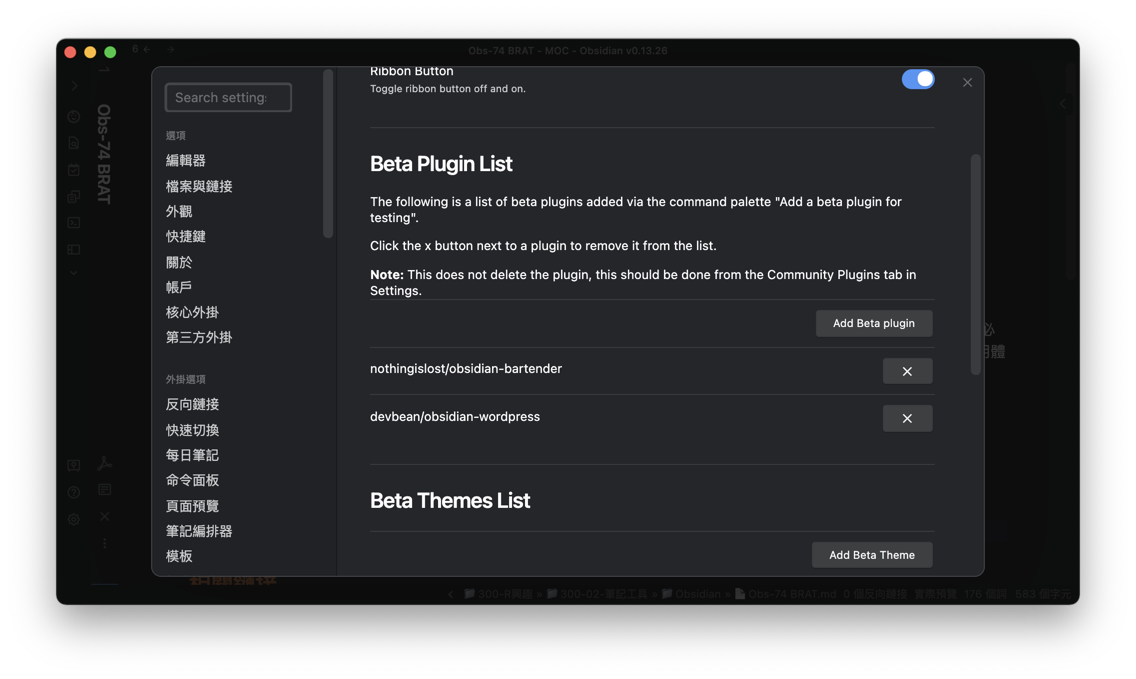 6
Obs-74 BRAT - MOC - Obsidian v0.13.26
Obs-74 BRAT
Search setting:
選項
編輯器
檔案與鏈接
外觀
快捷鍵
關於
帳戶
核心外掛
第三方外掛
外掛選項
反向鏈接
快速切換
每日筆記
命令面板
頁面預覽
筆記編排器
模板
Ribbon Button
Toggle ribbon button off and on.
Beta Plugin List
The following is a list of beta plugins added via the command palette "Add a beta plugin for
testing".
Click the x button next to a plugin to remove it from the list.
Note: This does not delete the plugin, this should be done from the Community Plugins tab in
Settings.
Add Beta plugin
nothingislost/obsidian-bartender
devbean/obsidian-wordpress
Beta Themes List
Add Beta Theme
必
用體
300-03-筆記工具 » Obsidian » Obs-74 BRAT.md 0 個反向鏈接 實際預覽 176 個詞 583 個字元